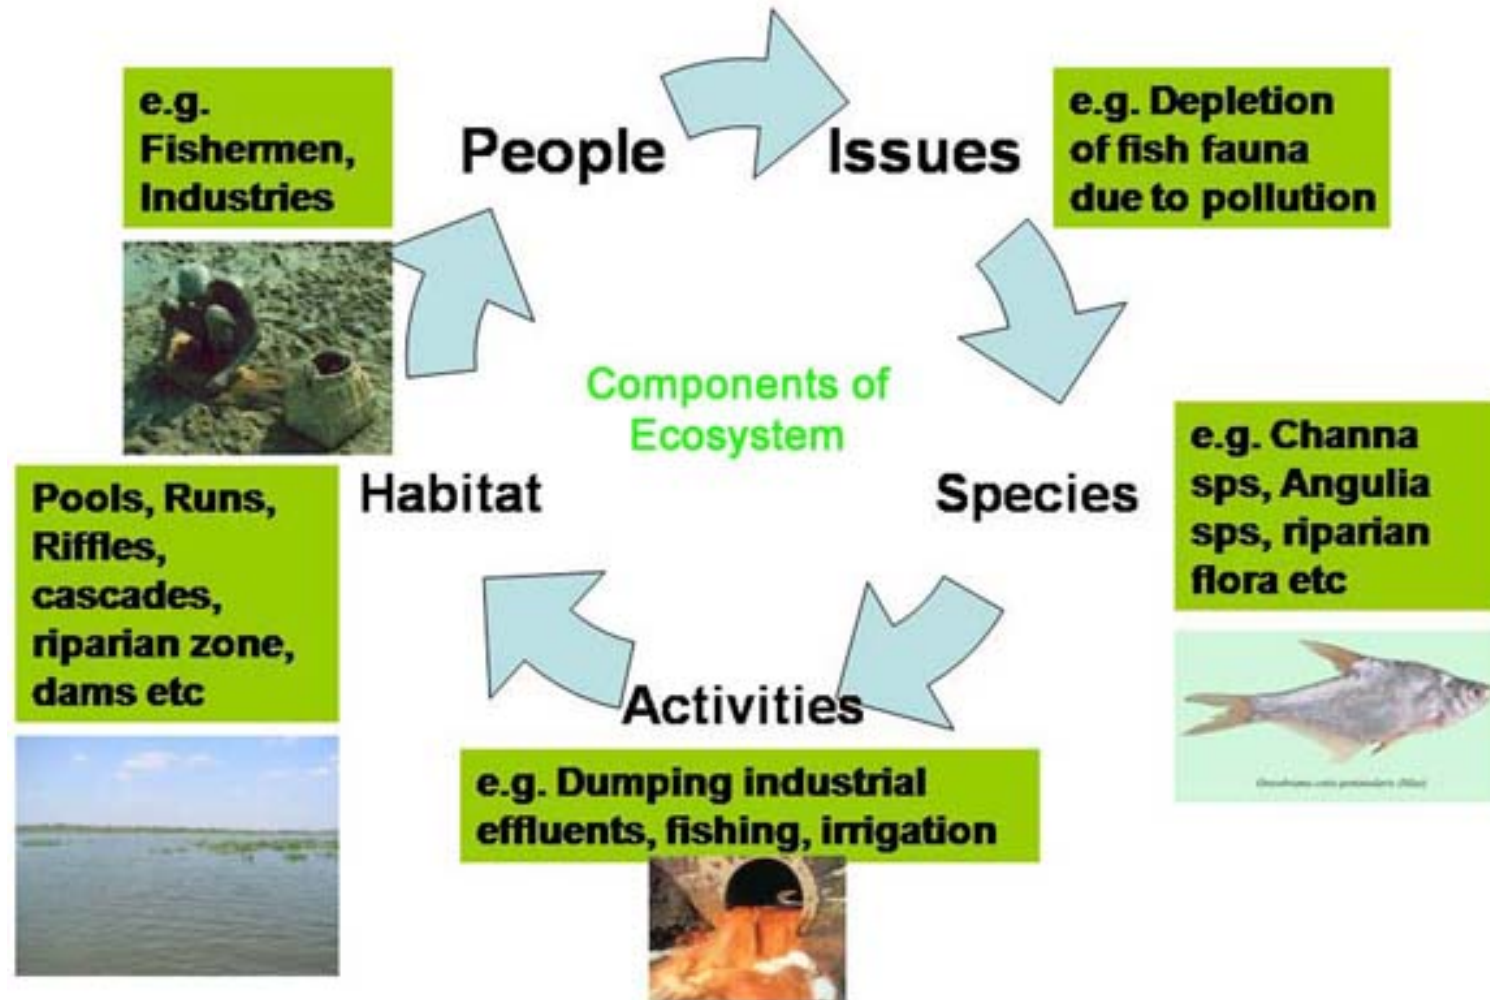 e.g.
Fishermen,
Industries
People
Issues
e.g. Depletion
of fish fauna
due to pollution
Components of
Ecosystem
Habitat
Species
e.g. Channa
sps, Angulia
sps, riparian
flora etc
Pools, Runs,
Riffles,
cascades,
riparian zone,
dams etc
Activities
e.g. Dumping industrial
effluents, fishing, irrigation